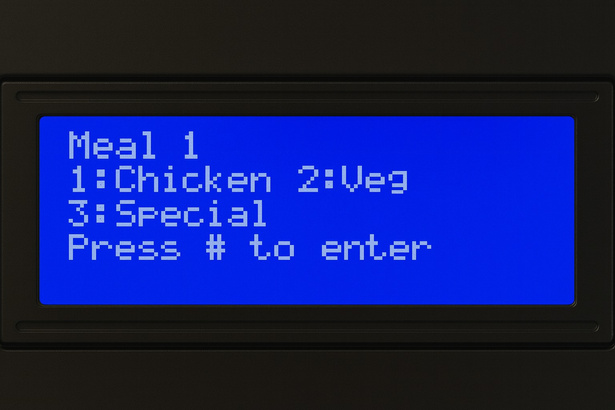 Meal 1
1:Chicken 2:Veg
3:Special
Press # to enter